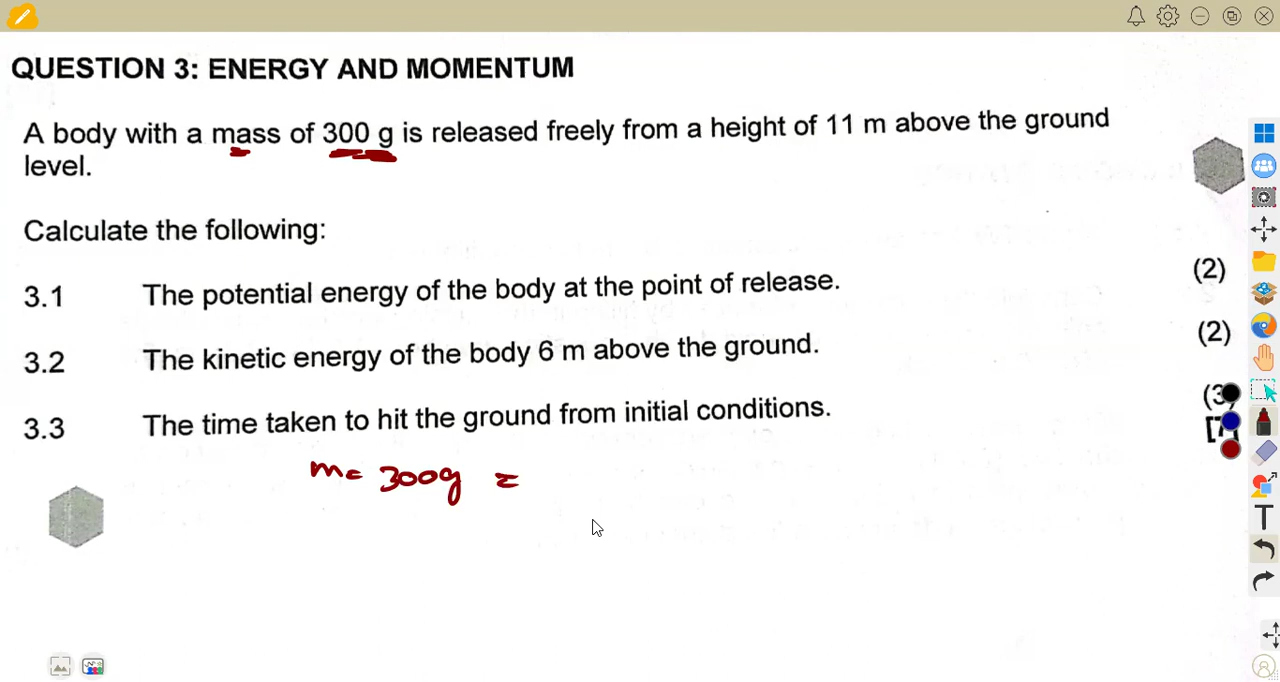 QUESTION 3: ENERGY AND MOMENTUM
A body with a mass of 300 g is released freely from a height of 11 m above the ground
level.
Calculate the following:
3.1 The potential energy of the body at the point of release. (2)
3.2 The kinetic energy of the body 6 m above the ground. (2)
3.3 The time taken to hit the ground from initial conditions. (3)
[7]
m = 300g =